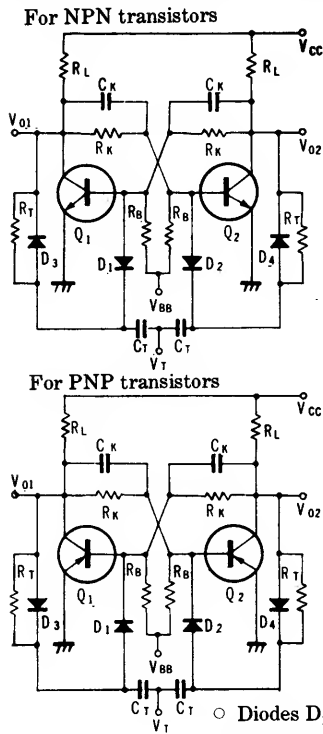 For NPN transistors
VCC
RL
RL
CK
CK
VO1
RK
RK
VO2
RT
D3
Q1
RB
RB
Q2
RT
D4
D1
D2
VBB
CT
CT
VT
For PNP transistors
VCC
RL
RL
CK
CK
VO1
RK
RK
VO2
RT
D3
Q1
RB
RB
Q2
RT
D4
D1
D2
VBB
CT
CT
VT
○ Diodes D